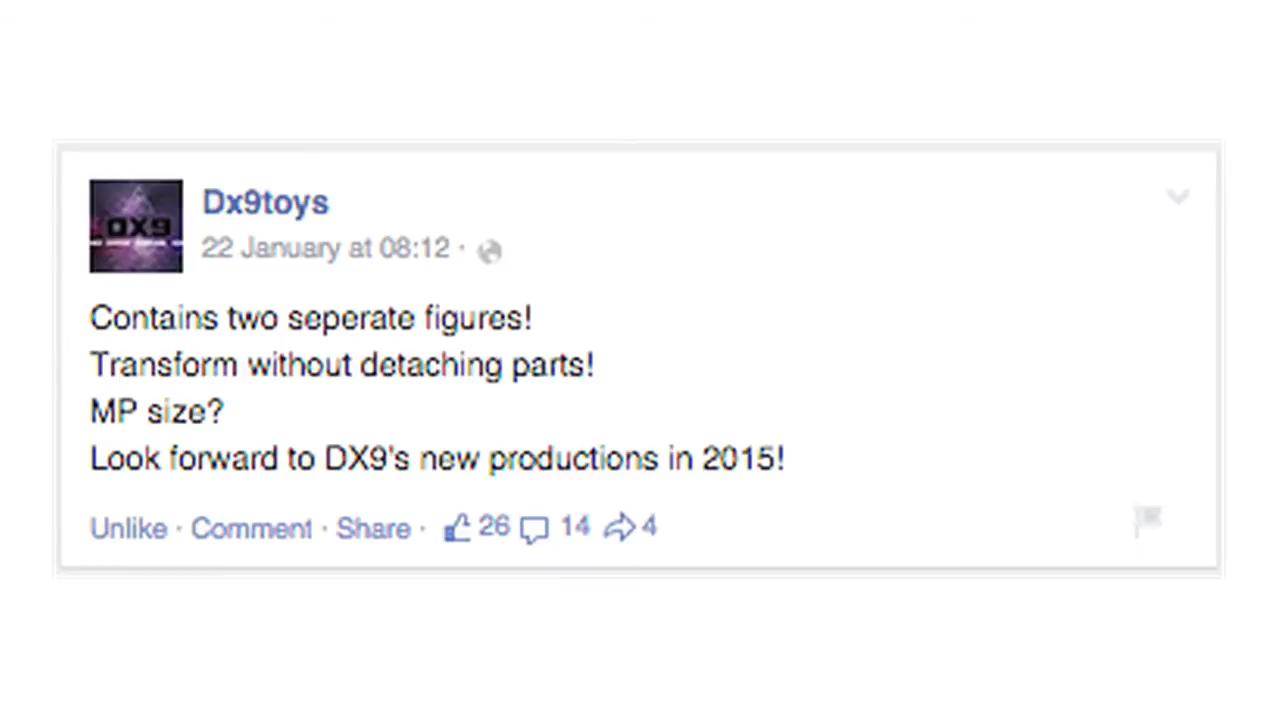 DX9
Dx9toys
22 January at 08:12 ·
Contains two seperate figures!
Transform without detaching parts!
MP size?
Look forward to DX9's new productions in 2015!
Unlike · Comment · Share · 26 14 4